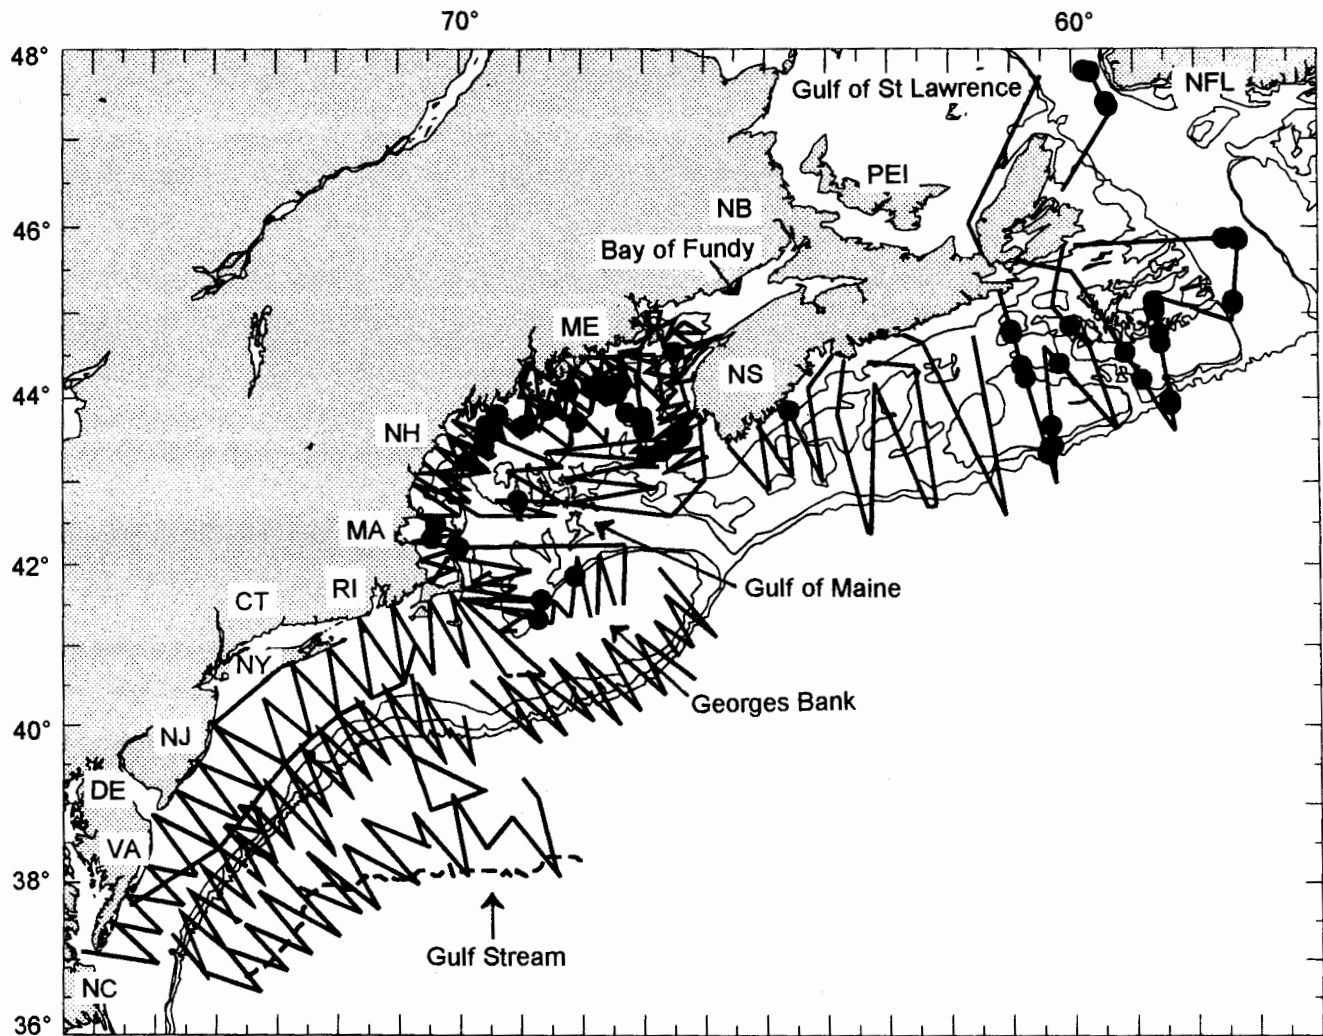 70° 60°
48°
Gulf of St Lawrence NFL
PEI
NB
46°
Bay of Fundy
ME
NS
44°
NH
MA
42°
Gulf of Maine
RI
CT
NY
Georges Bank
40°
NJ
DE
VA
38°
Gulf Stream
NC
36°